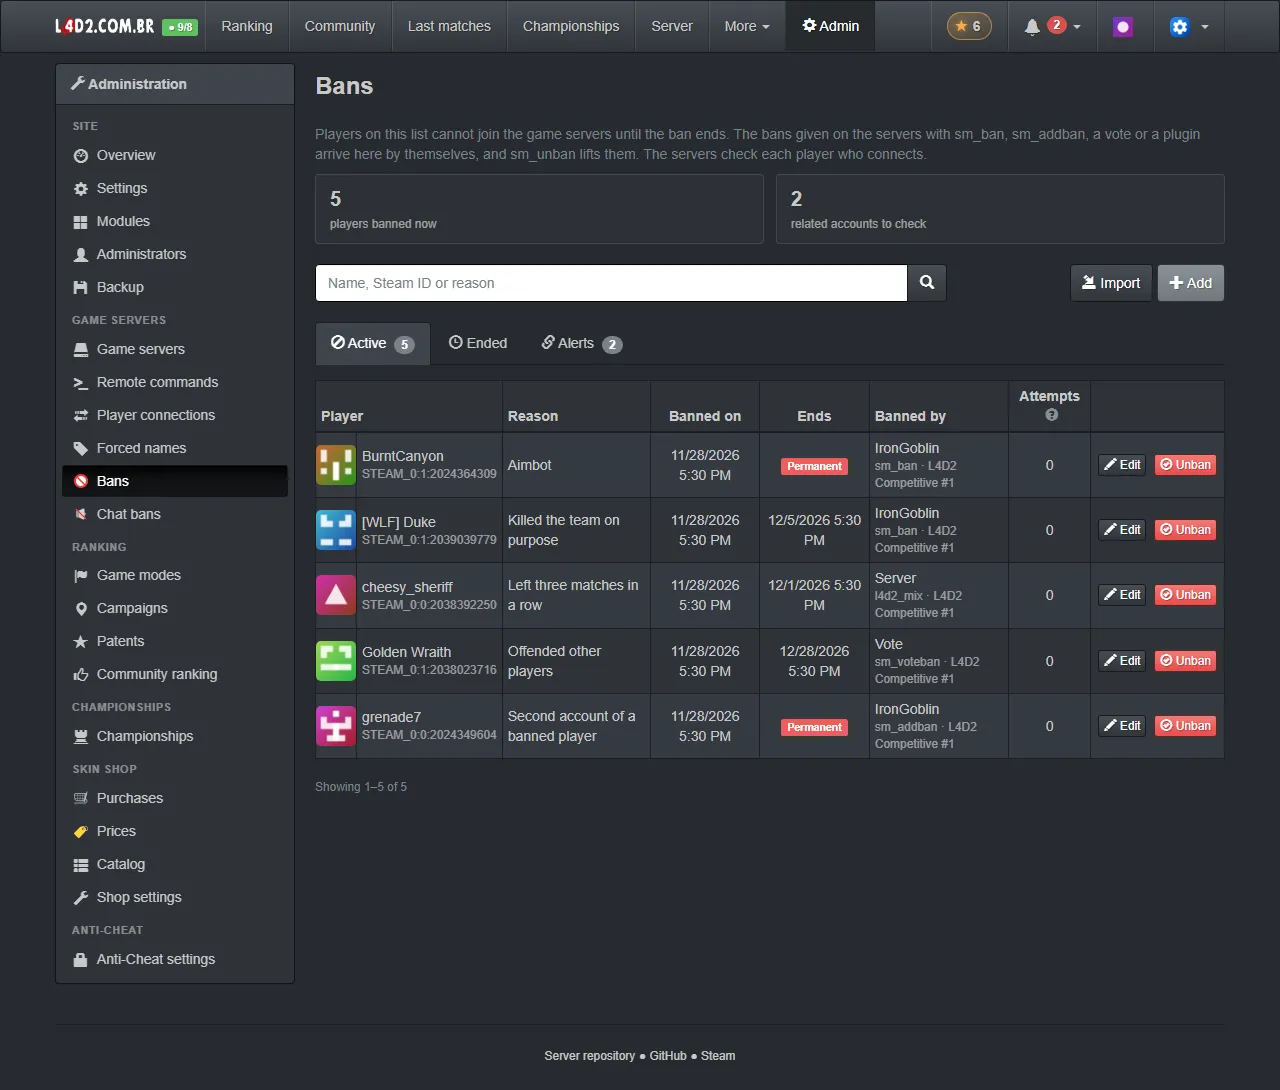 L4D2.COM.BR
9/8
Ranking
Community
Last matches
Championships
Server
More
Admin
6
2
Administration
SITE
Overview
Settings
Modules
Administrators
Backup
GAME SERVERS
Game servers
Remote commands
Player connections
Forced names
Bans
Chat bans
RANKING
Game modes
Campaigns
Patents
Community ranking
CHAMPIONSHIPS
Championships
SKIN SHOP
Purchases
Prices
Catalog
Shop settings
ANTI-CHEAT
Anti-Cheat settings
Bans
Players on this list cannot join the game servers until the ban ends. The bans given on the servers with sm_ban, sm_addban, a vote or a plugin
arrive here by themselves, and sm_unban lifts them. The servers check each player who connects.
5
players banned now
2
related accounts to check
Name, Steam ID or reason
Import
Add
Active 5
Ended
Alerts 2
Player
Reason
Banned on
Ends
Banned by
Attempts
?
BurntCanyon
STEAM_0:1:2024364309
Aimbot
11/28/2026
5:30 PM
Permanent
IronGoblin
sm_ban · L4D2
Competitive #1
0
Edit
Unban
[WLF] Duke
STEAM_0:1:2039039779
Killed the team on
purpose
11/28/2026
5:30 PM
12/5/2026 5:30
PM
IronGoblin
sm_ban · L4D2
Competitive #1
0
Edit
Unban
cheesy_sheriff
STEAM_0:0:2038392250
Left three matches in
a row
11/28/2026
5:30 PM
12/1/2026 5:30
PM
Server
l4d2_mix · L4D2
Competitive #1
0
Edit
Unban
Golden Wraith
STEAM_0:1:2038023716
Offended other
players
11/28/2026
5:30 PM
12/28/2026
5:30 PM
Vote
sm_voteban · L4D2
Competitive #1
0
Edit
Unban
grenade7
STEAM_0:0:2024349604
Second account of a
banned player
11/28/2026
5:30 PM
Permanent
IronGoblin
sm_addban · L4D2
Competitive #1
0
Edit
Unban
Showing 1–5 of 5
Server repository ● GitHub ● Steam